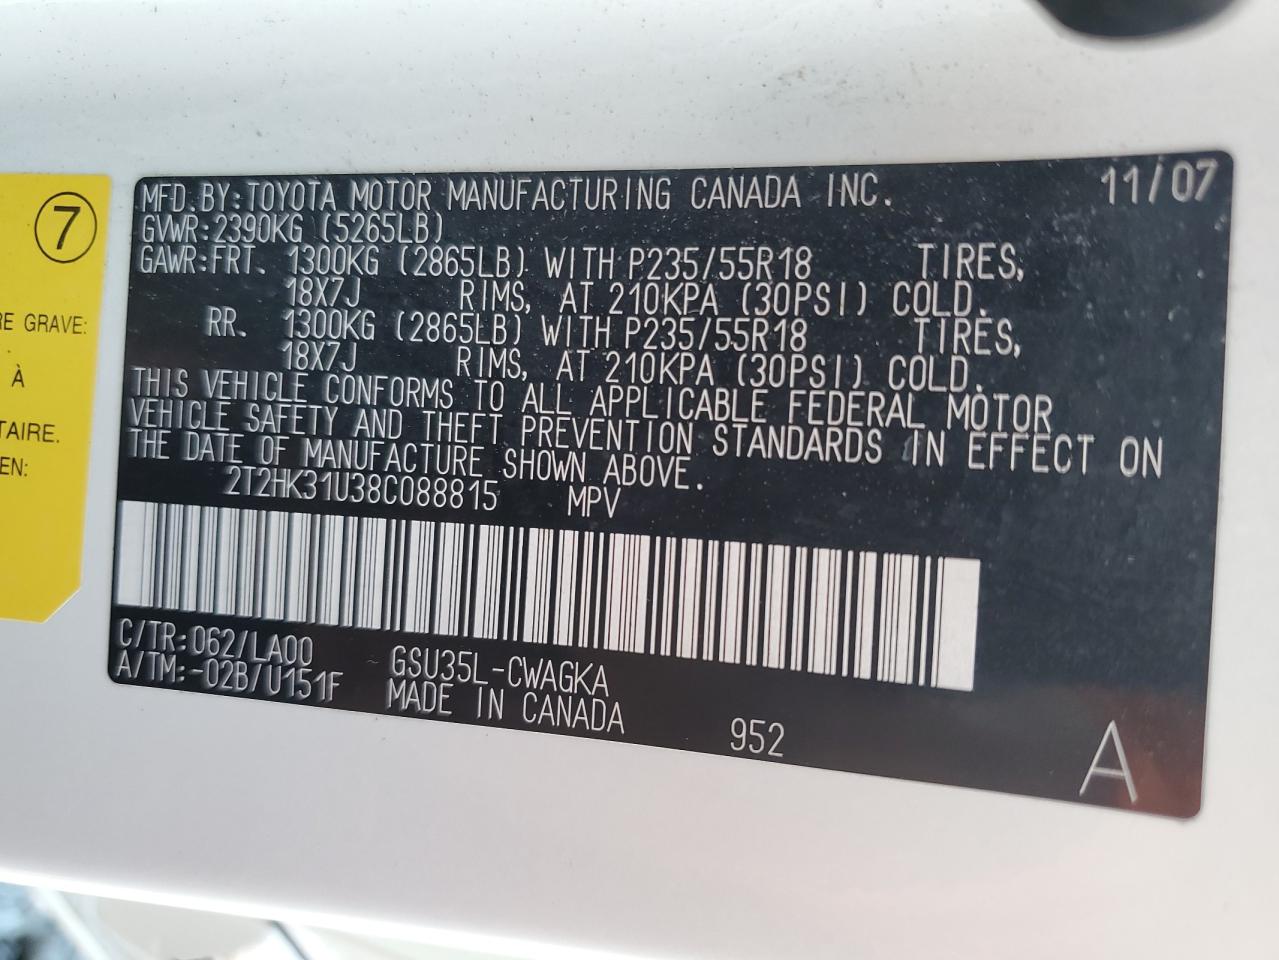 7
RE GRAVE:
À
TAIRE.
EN:
MFD. BY: TOYOTA MOTOR MANUFACTURING CANADA INC. 11/07
GVWR: 2390KG (5265LB)
GAWR: FRT. 1300KG (2865LB) WITH P235/55R18 TIRES,
18X7J RIMS, AT 210KPA (30PSI) COLD.
RR. 1300KG (2865LB) WITH P235/55R18 TIRES,
18X7J RIMS, AT 210KPA (30PSI) COLD.
THIS VEHICLE CONFORMS TO ALL APPLICABLE FEDERAL MOTOR
VEHICLE SAFETY AND THEFT PREVENTION STANDARDS IN EFFECT ON
THE DATE OF MANUFACTURE SHOWN ABOVE.
2T2HK31U38C088815 MPV
C/TR: 062/LA00 GSU35L-CWAGKA
A/TM: -02B/U151F MADE IN CANADA
952
A